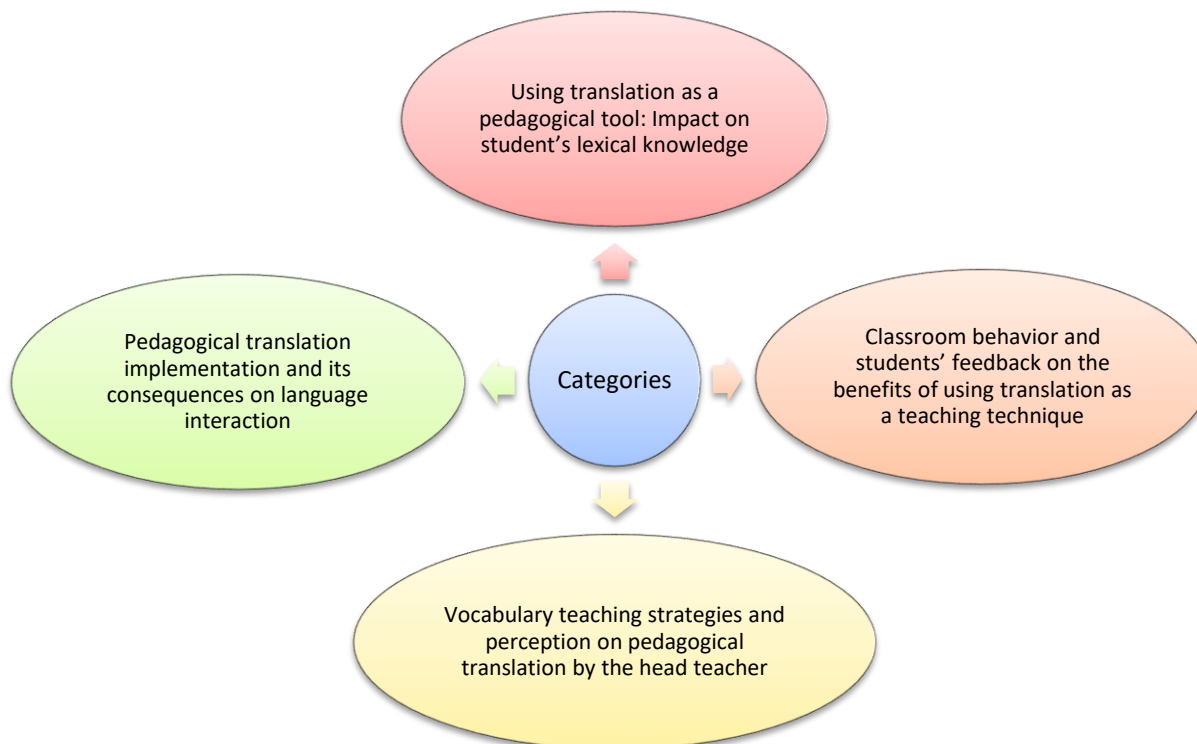 Using translation as a
pedagogical tool: Impact on
student’s lexical knowledge
Pedagogical translation
implementation and its
consequences on language
interaction
Categories
Classroom behavior and
students’ feedback on the
benefits of using translation as
a teaching technique
Vocabulary teaching strategies and
perception on pedagogical
translation by the head teacher